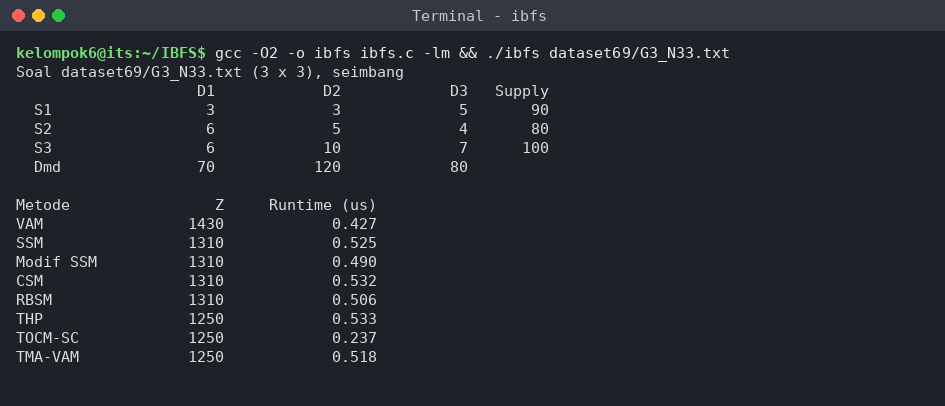 Terminal - ibfs
kelompok6@its:~/IBFS$ gcc -O2 -o ibfs ibfs.c -lm && ./ibfs dataset69/G3_N33.txt
Soal dataset69/G3_N33.txt (3 x 3), seimbang
D1 D2 D3 Supply
S1 3 3 5 90
S2 6 5 4 80
S3 6 10 7 100
Dmd 70 120 80
Metode Z Runtime (us)
VAM 1430 0.427
SSM 1310 0.525
Modif SSM 1310 0.490
CSM 1310 0.532
RBSM 1310 0.506
THP 1250 0.533
TOCM-SC 1250 0.237
TMA-VAM 1250 0.518